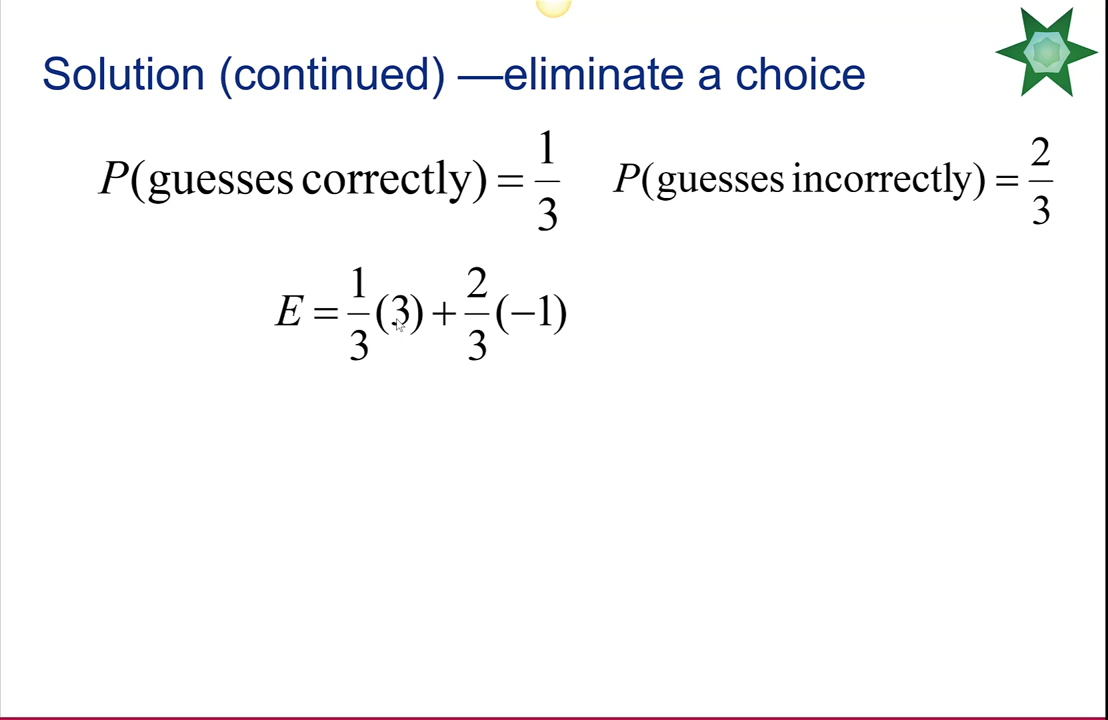 Solution (continued) —eliminate a choice
P(guesses correctly) = 1/3 P(guesses incorrectly) = 2/3
E = 1/3 (3) + 2/3 (−1)